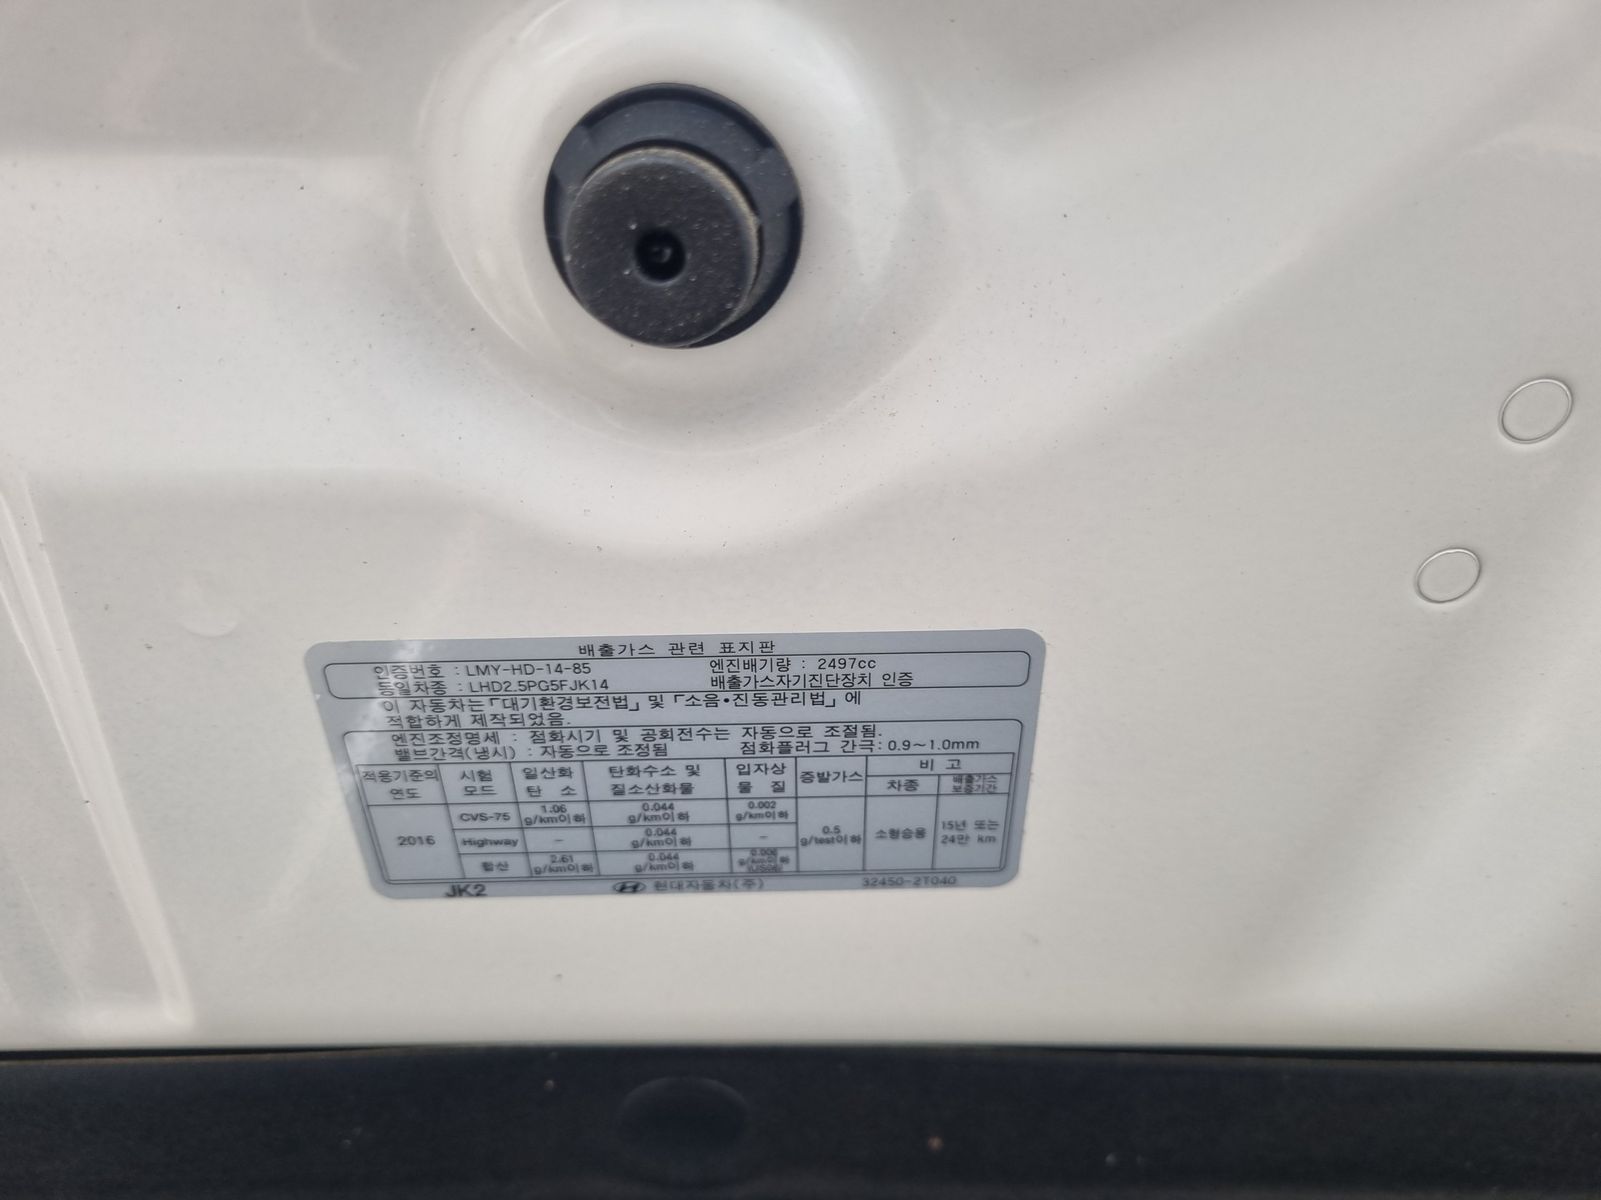 배출가스 관련 표지판
인증번호 : LMY-HD-14-85 엔진배기량 : 2497cc
동일차종 : LHD2.5PG5FJK14 배출가스자기진단장치 인증
이 자동차는「대기환경보전법」및「소음•진동관리법」에
적합하게 제작되었음.
엔진조정명세 : 점화시기 및 공회전수는 자동으로 조절됨.
밸브간격(냉시) : 자동으로 조정됨 점화플러그 간극: 0.9~1.0mm
적용기준의 연도 시험 모드 일산화 탄 소 탄화수소 및 질소산화물 입자상 물 질 증발가스 비 고
차종 배출가스 보증기간
2016 CVS-75 1.06 g/km이하 0.044 g/km이하 0.002 g/km이하 0.5 g/test이하 소형승용 15년 또는 24만 km
Highway – 0.044 g/km이하 –
합산 2.61 g/km이하 0.044 g/km이하 0.006 g/km이하
JK2 현대자동차(주) 32450-2T040